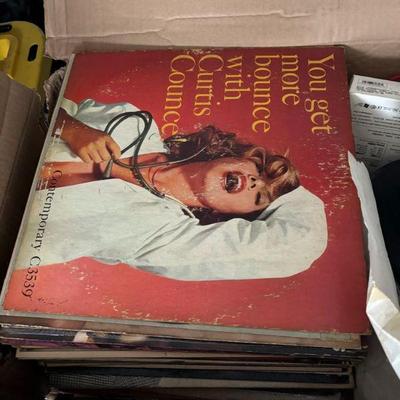 You get
more
bounce
with
Curtis
Counce
Contemporary C3539